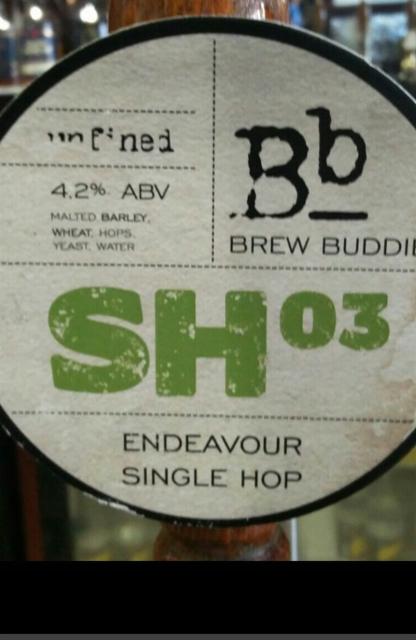 unfined
4.2% ABV
MALTED BARLEY,
WHEAT, HOPS,
YEAST, WATER
Bb
BREW BUDDIE
SH03
ENDEAVOUR
SINGLE HOP